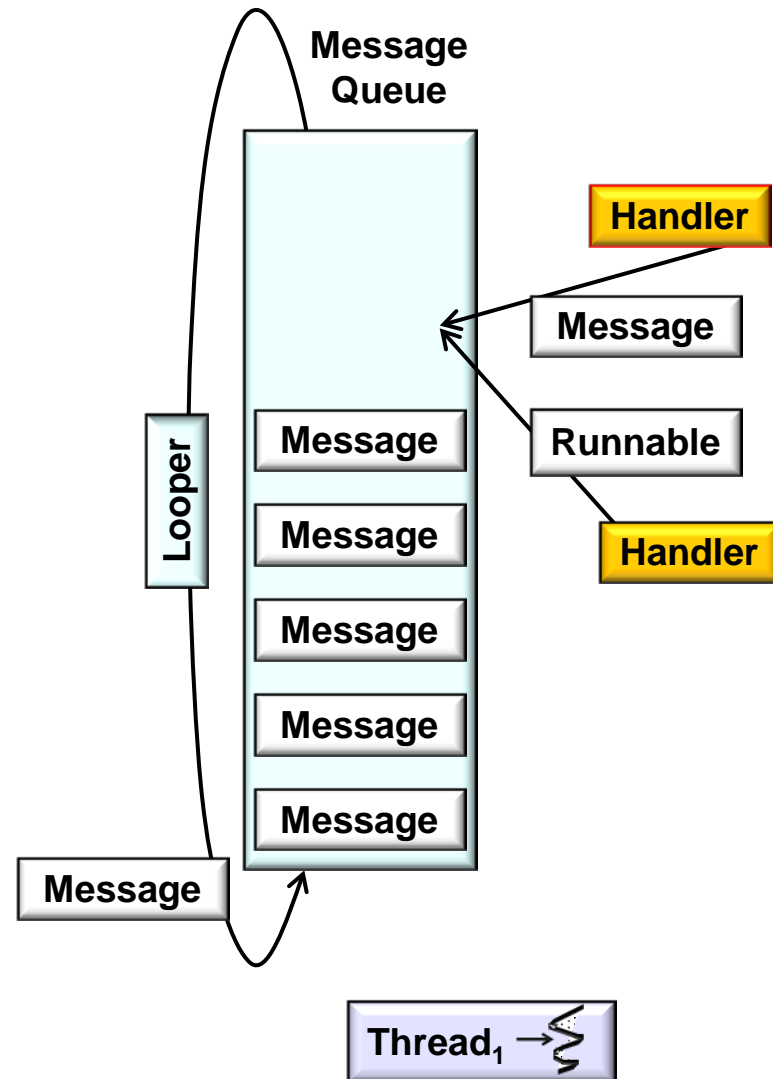 Message
Queue
Handler
Message
Message
Runnable
Looper
Message
Handler
Message
Message
Message
Message
Thread₁